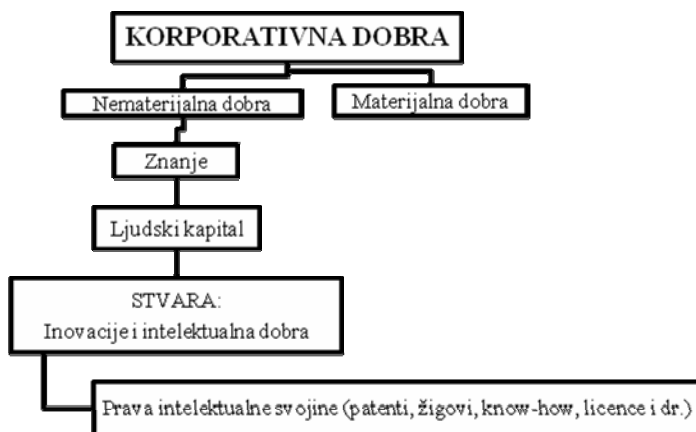 KORPORATIVNA DOBRA
Nematerijalna dobra
Materijalna dobra
Znanje
Ljudski kapital
STVARA:
Inovacije i intelektualna dobra
Prava intelektualne svojine (patenti, žigovi, know-how, licence i dr.)